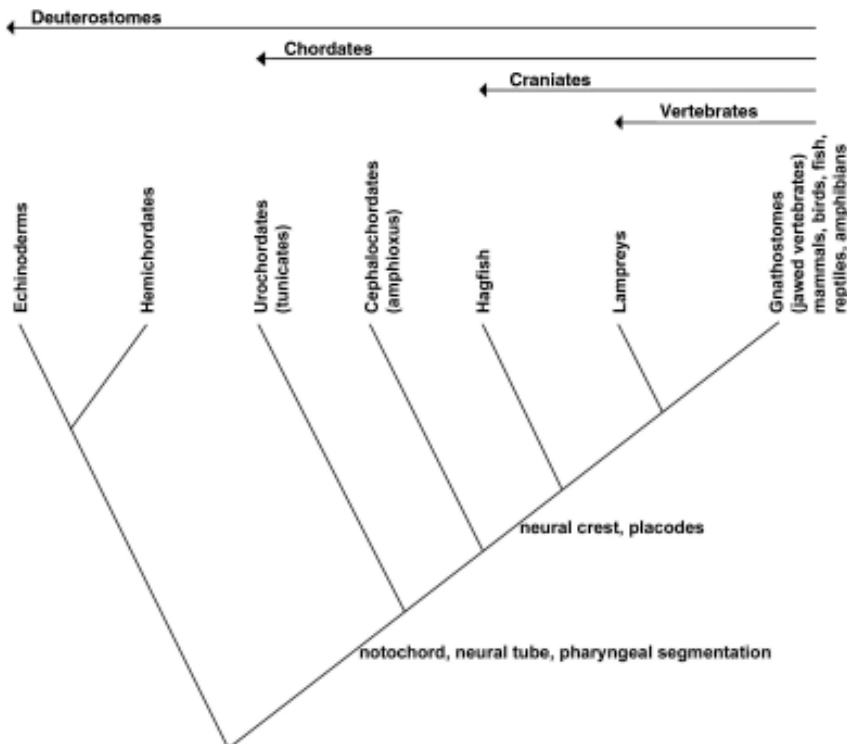 Deuterostomes
Chordates
Craniates
Vertebrates
Echinoderms
Hemichordates
Urochordates
(tunicates)
Cephalochordates
(amphioxus)
Hagfish
Lampreys
Gnathostomes
(jawed vertebrates)
mammals, birds, fish,
reptiles, amphibians
neural crest, placodes
notochord, neural tube, pharyngeal segmentation